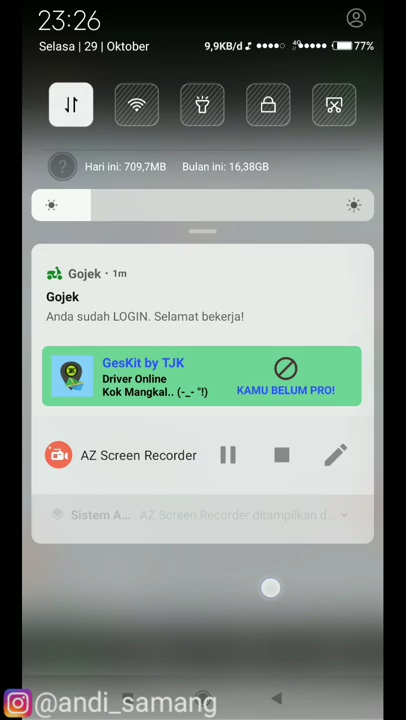 23:26
Selasa | 29 | Oktober
9,9KB/d
4G
77%
Hari ini: 709,7MB Bulan ini: 16,38GB
Gojek · 1m
Gojek
Anda sudah LOGIN. Selamat bekerja!
GesKit by TJK
Driver Online
Kok Mangkal.. (-_- "!)
KAMU BELUM PRO!
AZ Screen Recorder
Sistem A... AZ Screen Recorder ditampilkan d...
@andi_samang